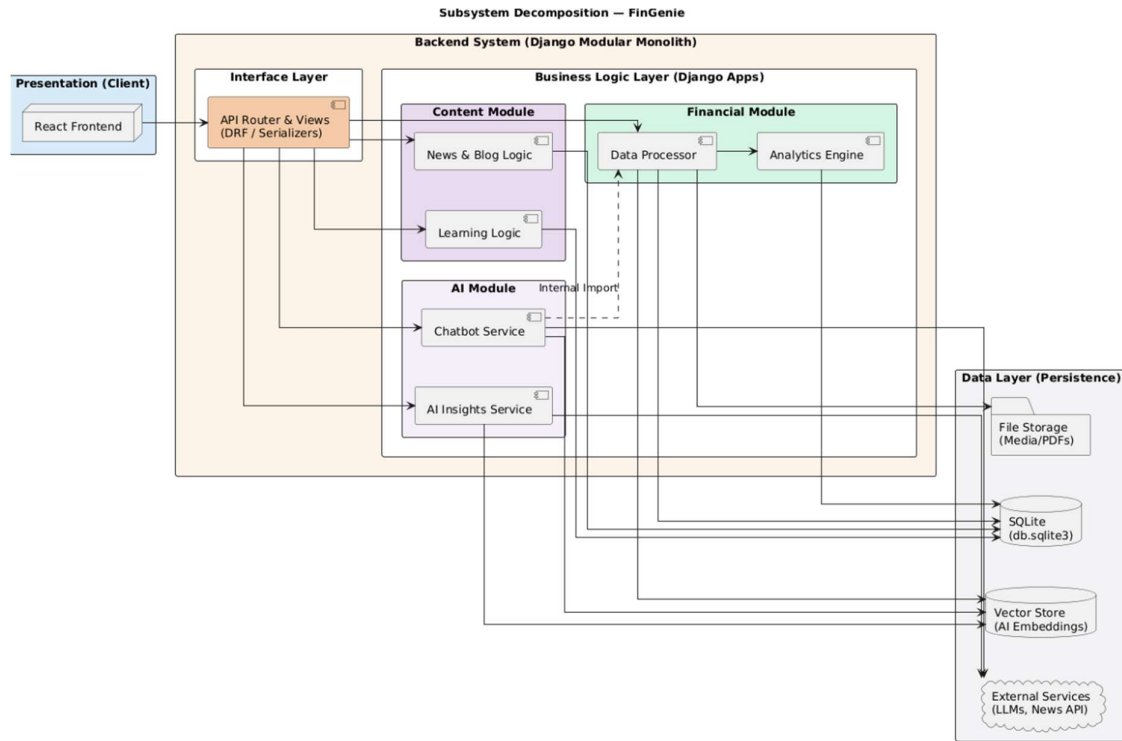 Subsystem Decomposition — FinGenie
Backend System (Django Modular Monolith)
Presentation (Client)
React Frontend
Interface Layer
API Router & Views
(DRF / Serializers)
Business Logic Layer (Django Apps)
Content Module
News & Blog Logic
Learning Logic
Financial Module
Data Processor
Analytics Engine
AI Module
Internal Import
Chatbot Service
AI Insights Service
Data Layer (Persistence)
File Storage
(Media/PDFs)
SQLite
(db.sqlite3)
Vector Store
(AI Embeddings)
External Services
(LLMs, News API)